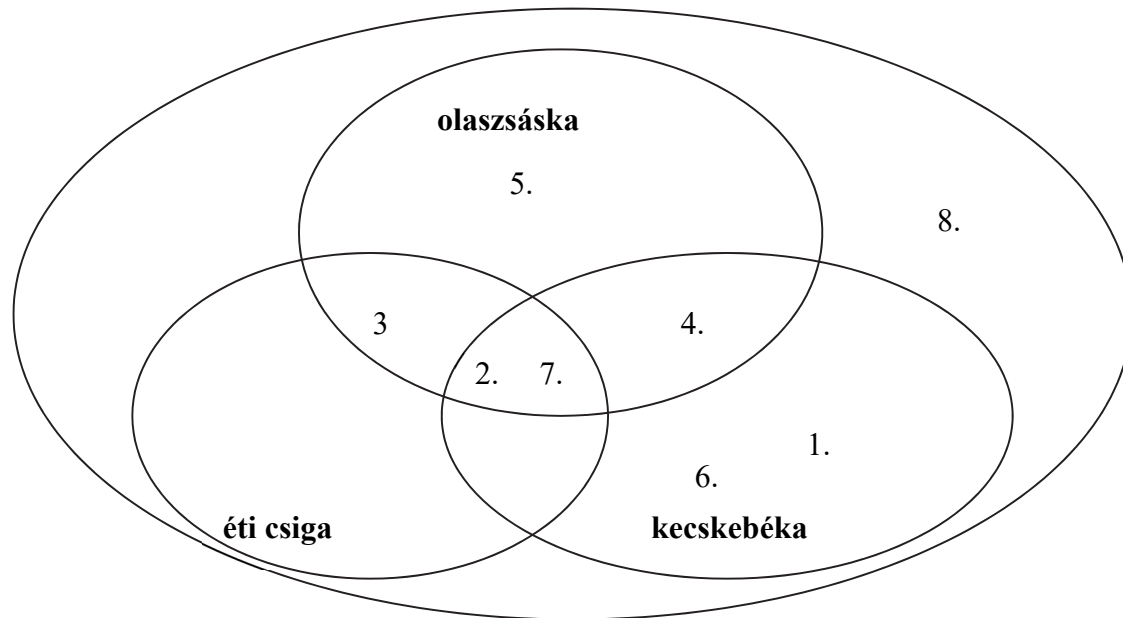 olaszsáska
5.
8.
3
4.
2. 7.
1.
6.
éti csiga
kecskebéka